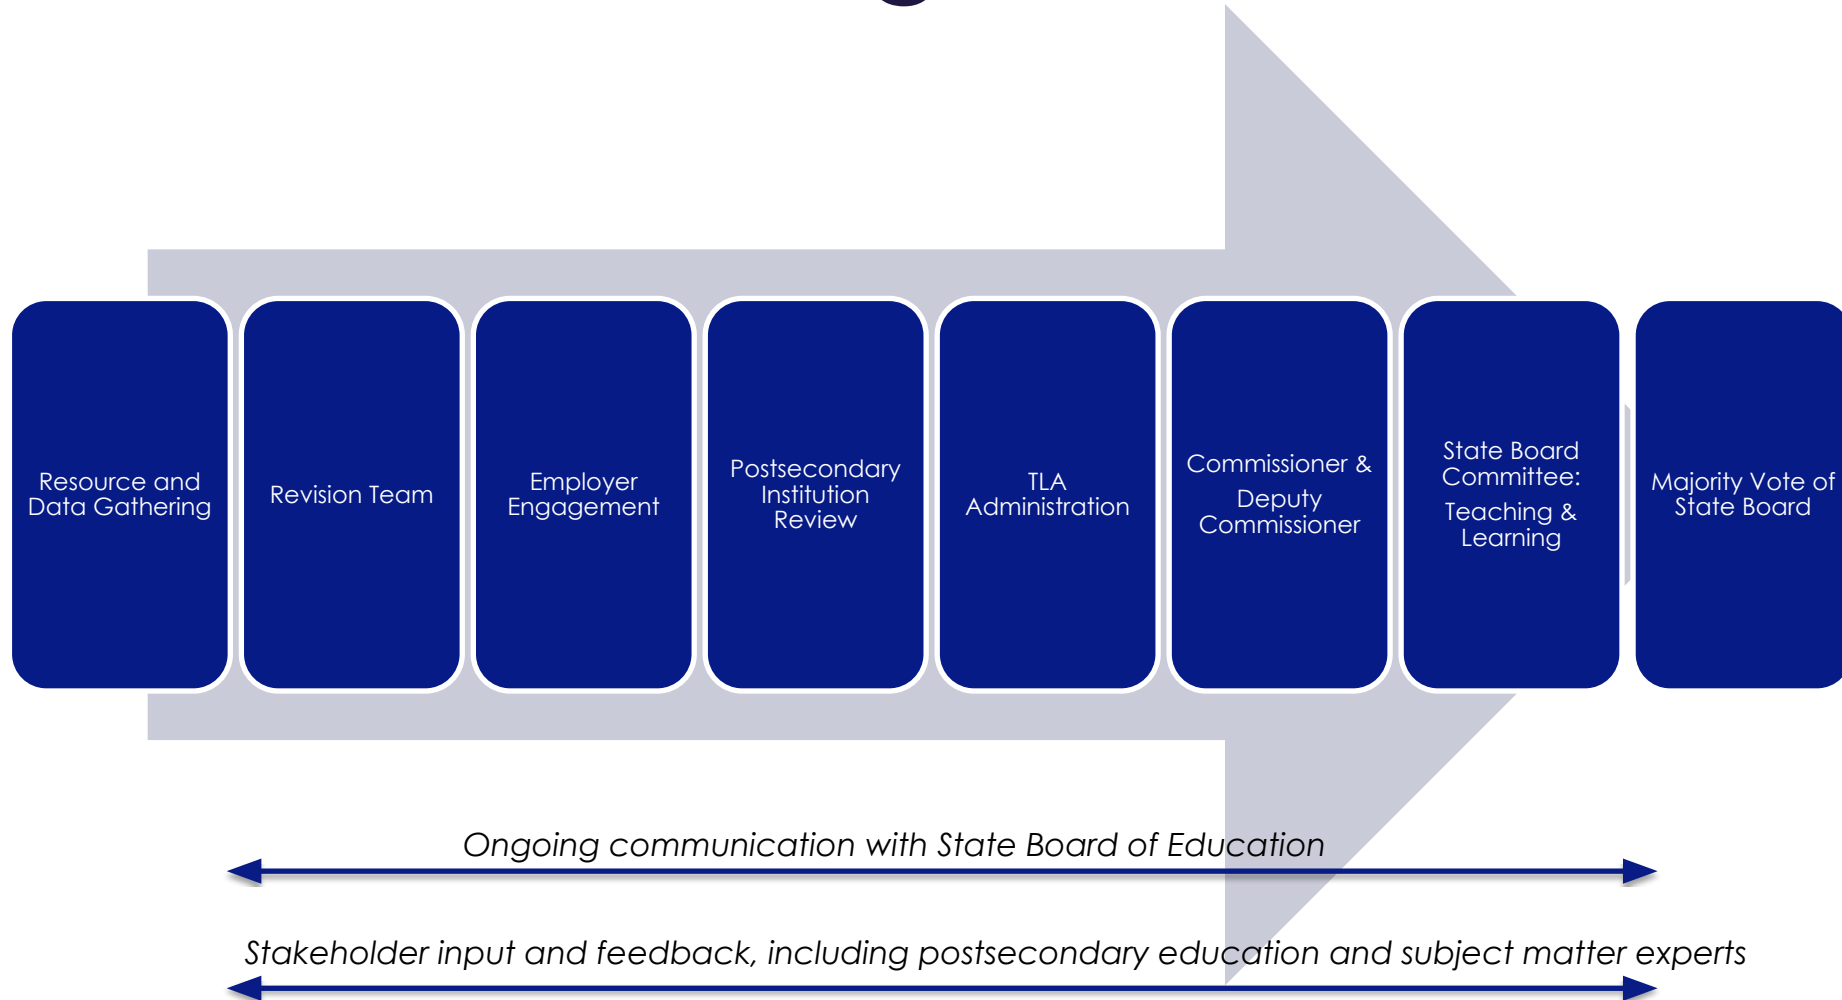 Resource and
Data Gathering
Revision Team
Employer
Engagement
Postsecondary
Institution
Review
TLA
Administration
Commissioner &
Deputy
Commissioner
State Board
Committee:
Teaching &
Learning
Majority Vote of
State Board
Ongoing communication with State Board of Education
Stakeholder input and feedback, including postsecondary education and subject matter experts